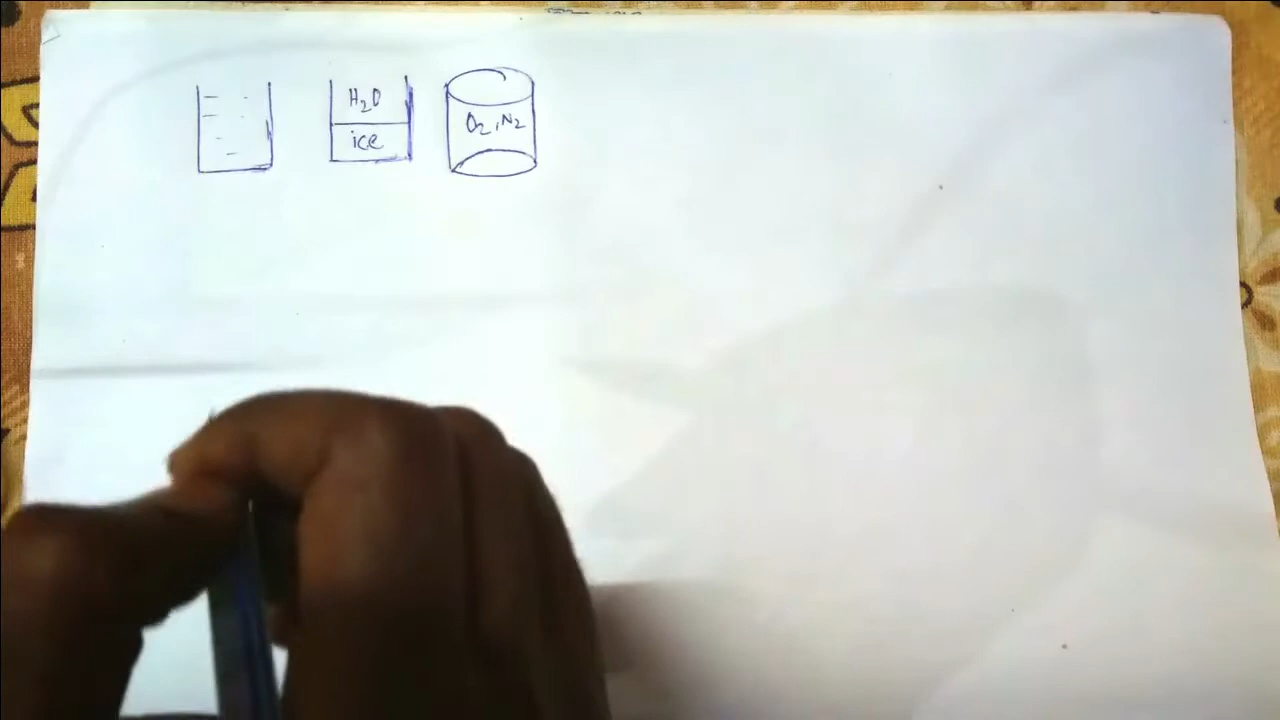 H₂O
ice
O₂, N₂